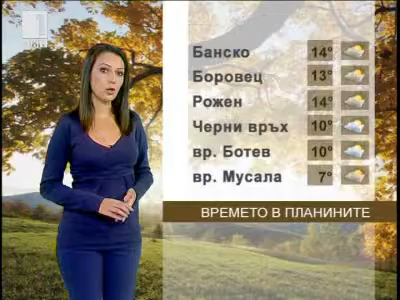 Банско 14°
Боровец 13°
Рожен 14°
Черни връх 10°
вр. Ботев 10°
вр. Мусала 7°
ВРЕМЕТО В ПЛАНИНИТЕ